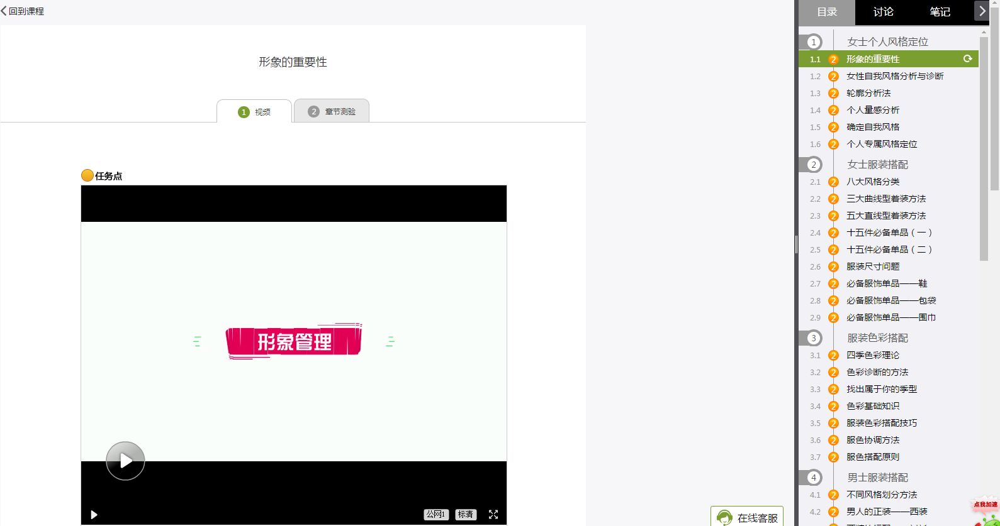 回到课程
形象的重要性
1 视频
2 章节测验
任务点
形象管理
公网1 标清
在线客服
目录 讨论 笔记
1 女士个人风格定位
1.1 2 形象的重要性
1.2 2 女性自我风格分析与诊断
1.3 2 轮廓分析法
1.4 2 个人量感分析
1.5 2 确定自我风格
1.6 2 个人专属风格定位
2 女士服装搭配
2.1 2 八大风格分类
2.2 2 三大曲线型着装方法
2.3 2 五大直线型着装方法
2.4 2 十五件必备单品（一）
2.5 2 十五件必备单品（二）
2.6 2 服装尺寸问题
2.7 2 必备服饰单品——鞋
2.8 2 必备服饰单品——包袋
2.9 2 必备服饰单品——围巾
3 服装色彩搭配
3.1 2 四季色彩理论
3.2 2 色彩诊断的方法
3.3 2 找出属于你的季型
3.4 2 色彩基础知识
3.5 2 服装色彩搭配技巧
3.6 2 服色协调方法
3.7 2 服色搭配原则
4 男士服装搭配
4.1 2 不同风格划分方法
4.2 2 男人的正装——西装
点我加速